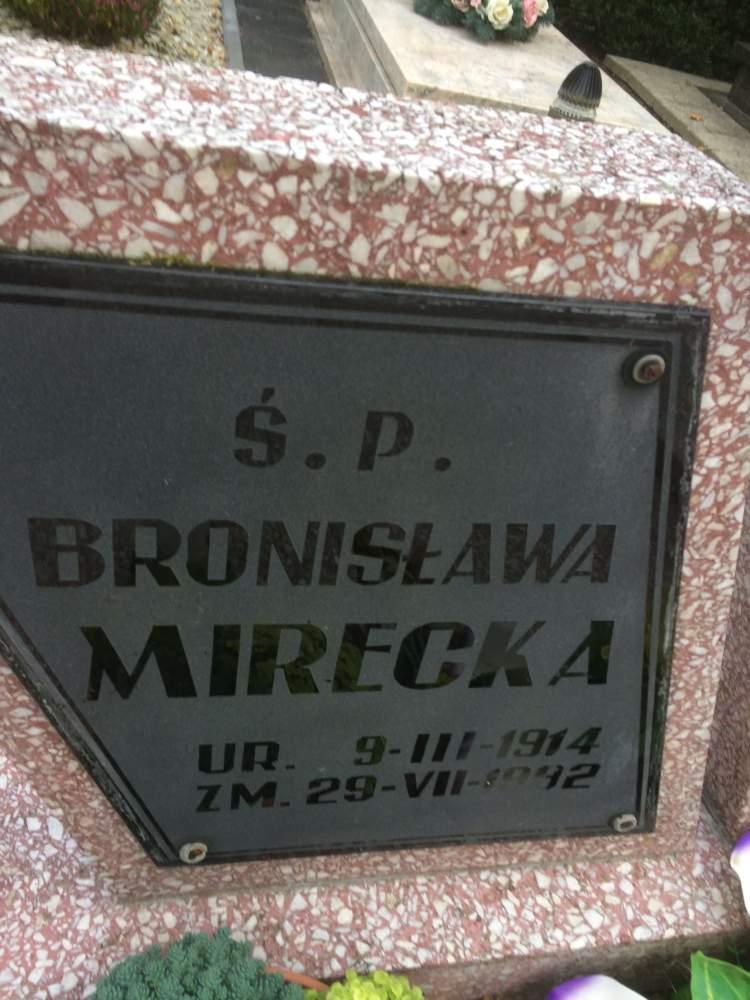 Ś. P.
BRONISŁAWA
MIRECKA
UR. 9-III-1914
ZM. 29-VII-